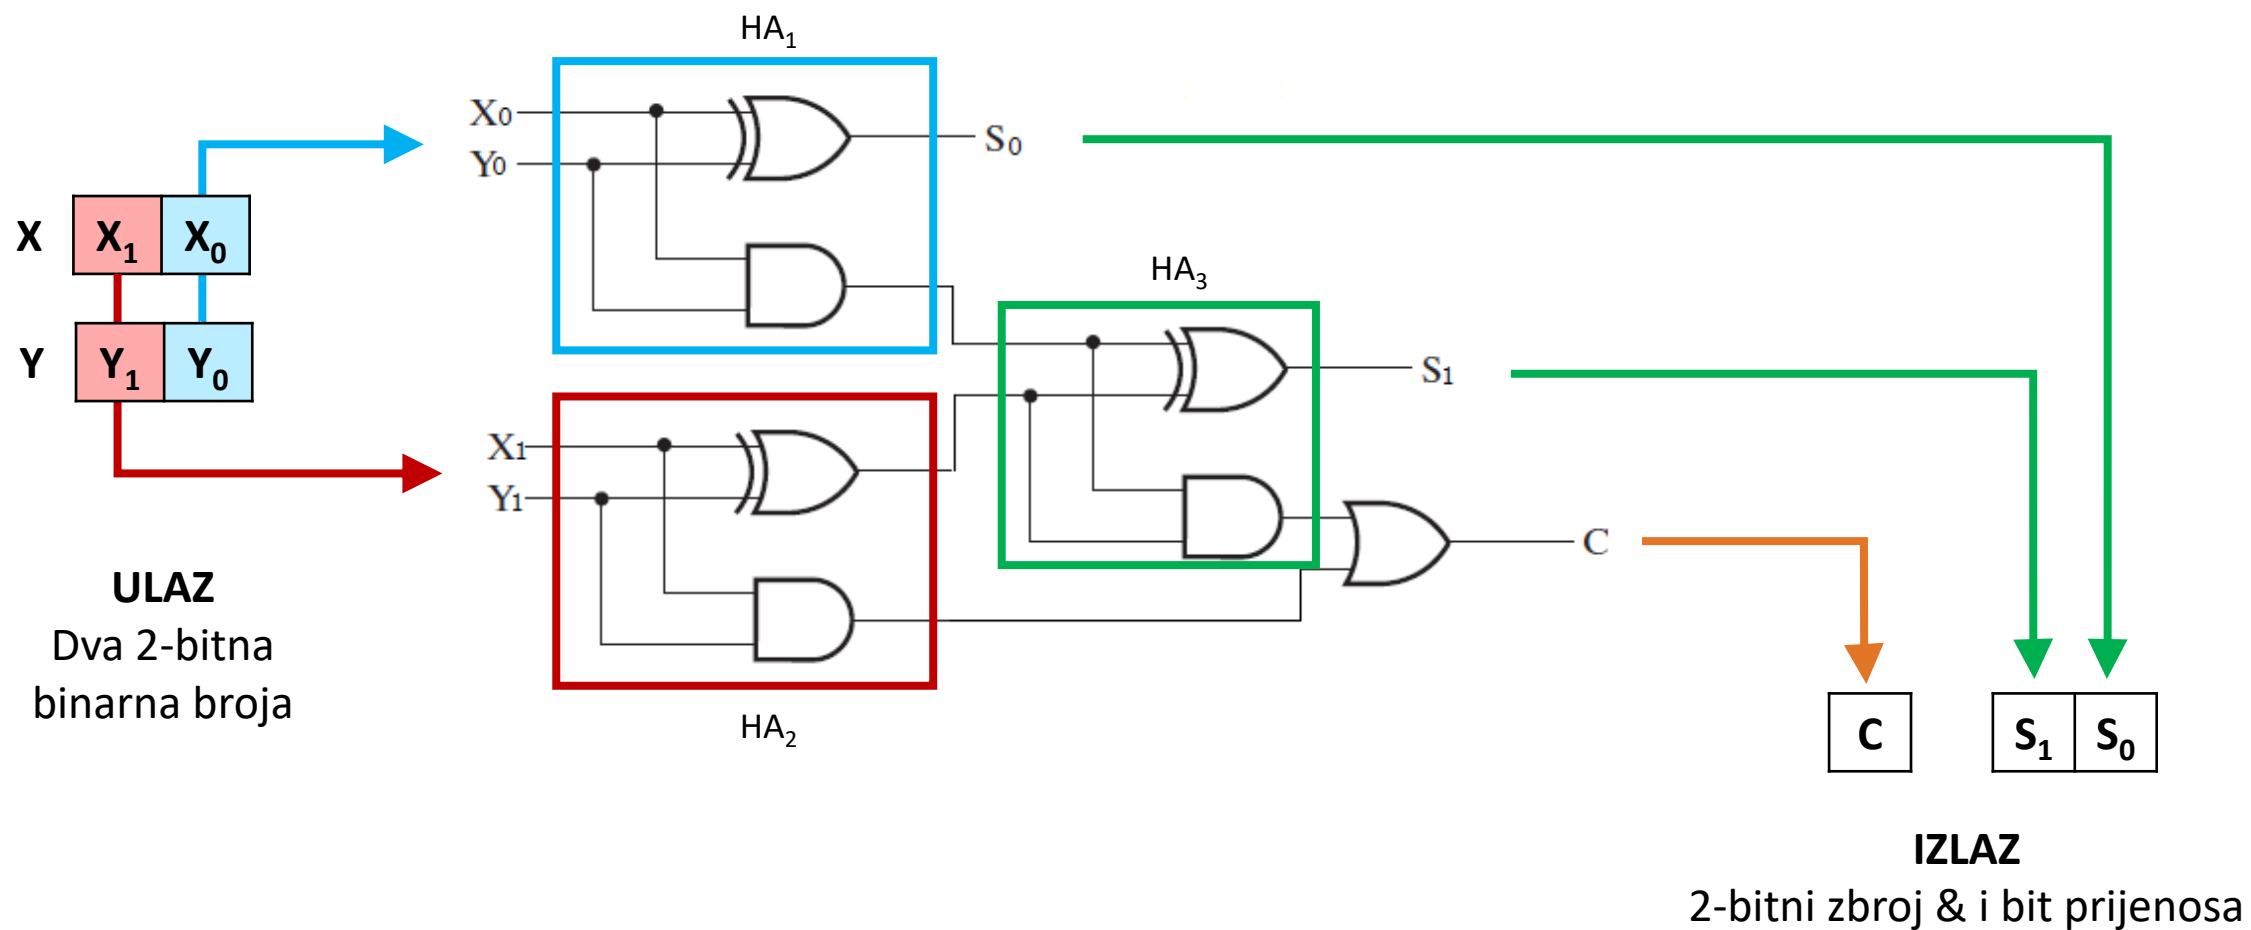 HA1
X0
Y0
S0
X X1 X0
HA3
Y Y1 Y0
S1
X1
Y1
C
ULAZ
Dva 2-bitna
binarna broja
HA2
C S1 S0
IZLAZ
2-bitni zbroj & i bit prijenosa